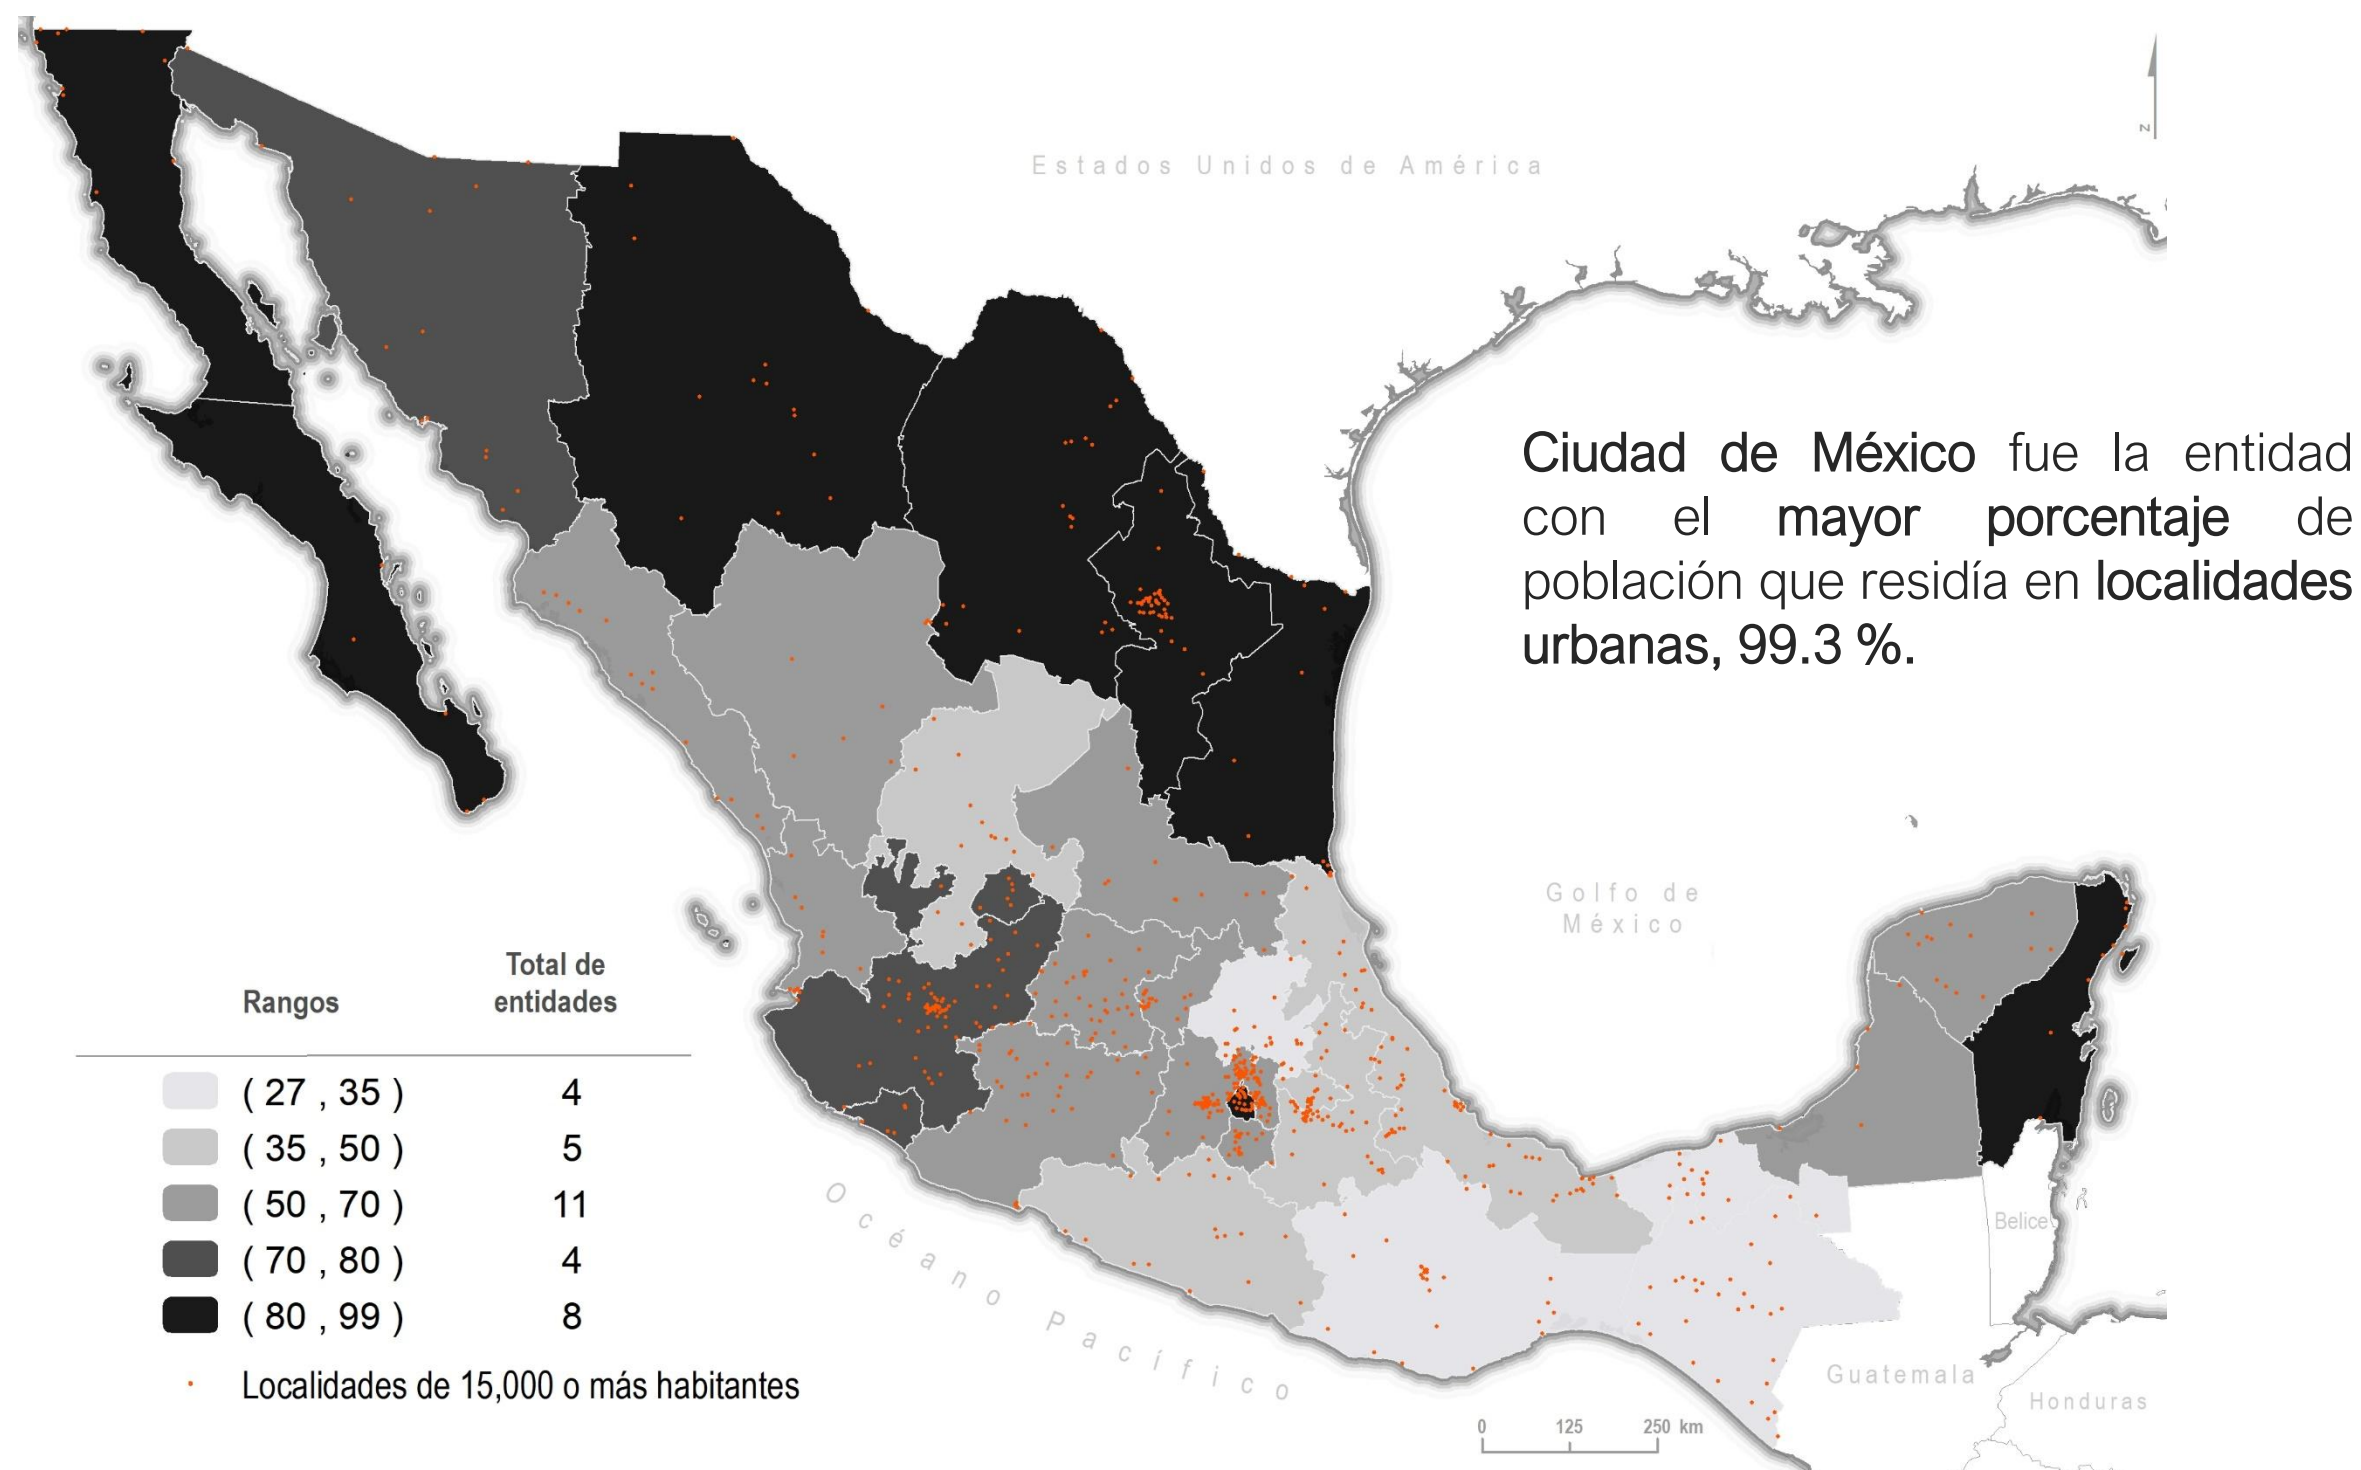 Estados Unidos de América
N
Ciudad de México fue la entidad
con el mayor porcentaje de
población que residía en localidades
urbanas, 99.3 %.
Golfo de
México
Rangos
Total de
entidades
( 27 , 35 ) 4
( 35 , 50 ) 5
( 50 , 70 ) 11
( 70 , 80 ) 4
( 80 , 99 ) 8
Localidades de 15,000 o más habitantes
Océano Pacífico
Belice
Guatemala
Honduras
0 125 250 km